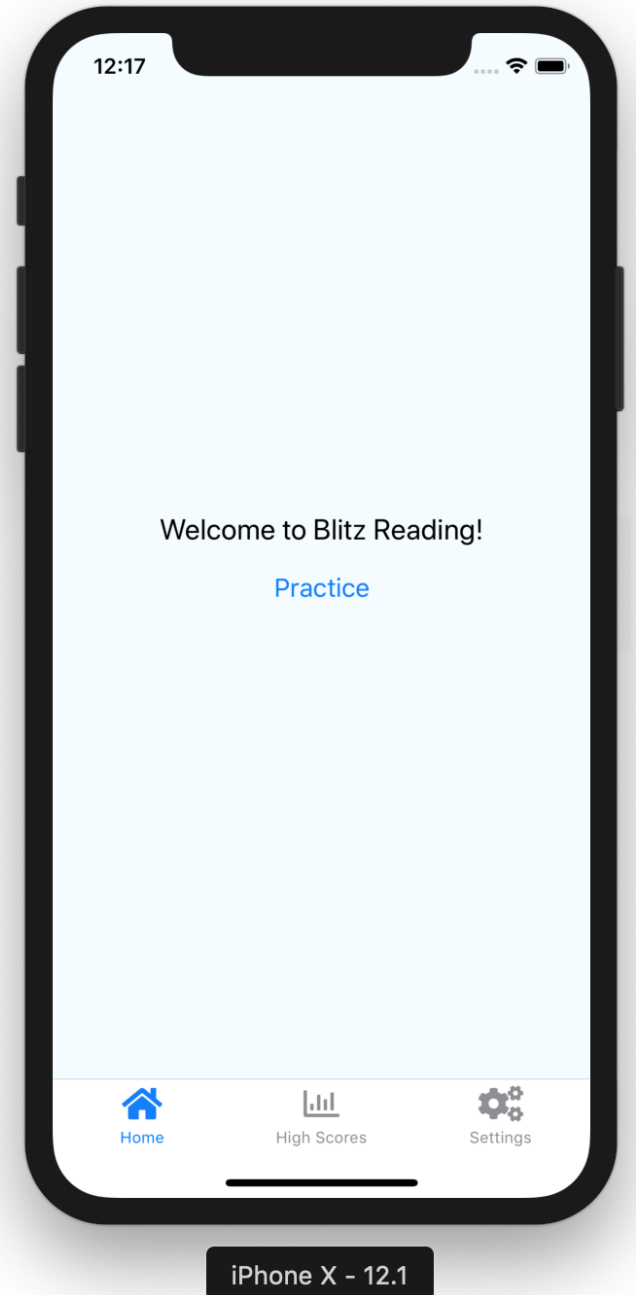 12:17
Welcome to Blitz Reading!
Practice
Home High Scores Settings
iPhone X - 12.1